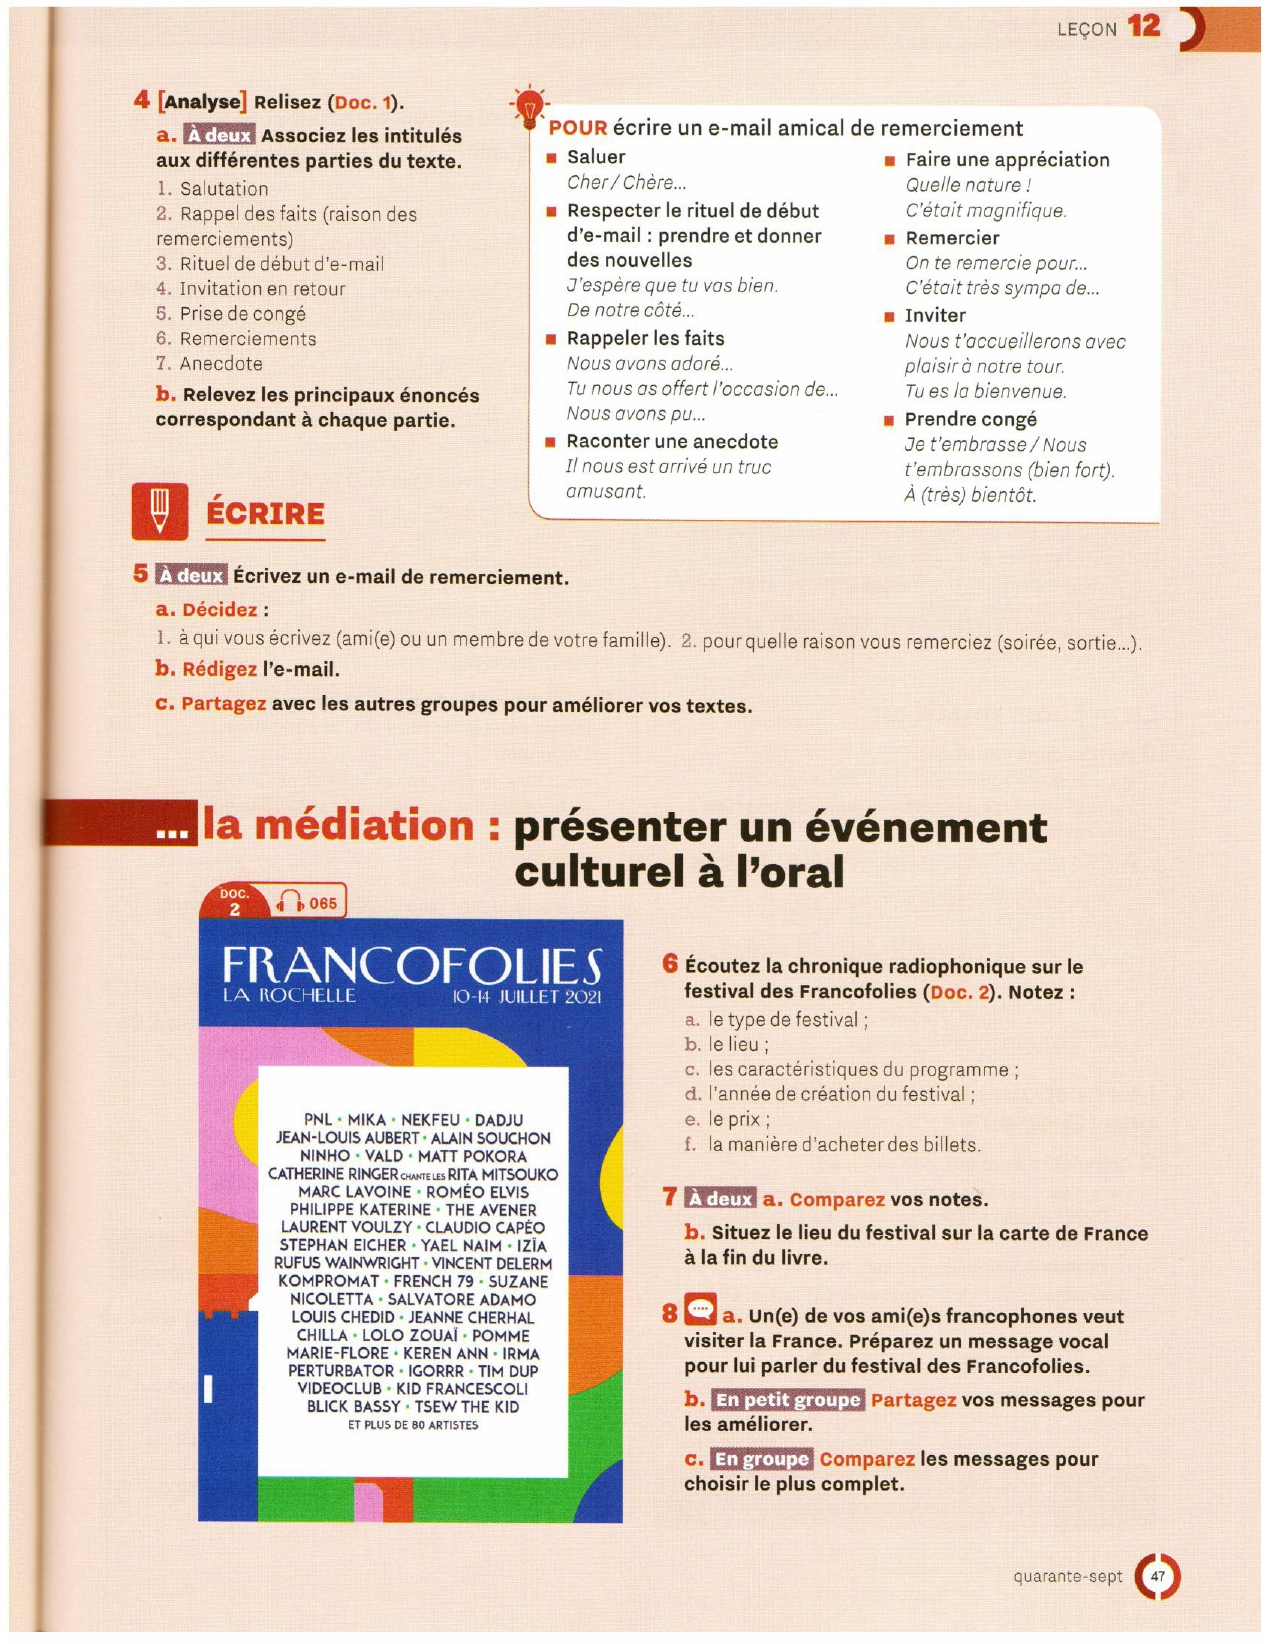 LEÇON 12
4 [Analyse] Relisez (Doc. 1).
a. À deux Associez les intitulés
aux différentes parties du texte.
1. Salutation
2. Rappel des faits (raison des
remerciements)
3. Rituel de début d'e-mail
4. Invitation en retour
5. Prise de congé
6. Remerciements
7. Anecdote
b. Relevez les principaux énoncés
correspondant à chaque partie.
POUR écrire un e-mail amical de remerciement
■ Saluer
Cher / Chère...
■ Respecter le rituel de début
d'e-mail : prendre et donner
des nouvelles
J'espère que tu vas bien.
De notre côté...
■ Rappeler les faits
Nous avons adoré...
Tu nous as offert l'occasion de...
Nous avons pu...
■ Raconter une anecdote
Il nous est arrivé un truc
amusant.
■ Faire une appréciation
Quelle nature !
C'était magnifique.
■ Remercier
On te remercie pour...
C'était très sympa de...
■ Inviter
Nous t'accueillerons avec
plaisir à notre tour.
Tu es la bienvenue.
■ Prendre congé
Je t'embrasse / Nous
t'embrassons (bien fort).
À (très) bientôt.
ÉCRIRE
5 À deux Écrivez un e-mail de remerciement.
a. Décidez :
1. à qui vous écrivez (ami(e) ou un membre de votre famille). 2. pour quelle raison vous remerciez (soirée, sortie...).
b. Rédigez l'e-mail.
c. Partagez avec les autres groupes pour améliorer vos textes.
... la médiation : présenter un événement
culturel à l'oral
DOC.
2
065
FRANCOFOLIES
LA ROCHELLE 10-14 JUILLET 2021
PNL • MIKA • NEKFEU • DADJU
JEAN-LOUIS AUBERT • ALAIN SOUCHON
NINHO • VALD • MATT POKORA
CATHERINE RINGER CHANTE LES RITA MITSOUKO
MARC LAVOINE • ROMÉO ELVIS
PHILIPPE KATERINE • THE AVENER
LAURENT VOULZY • CLAUDIO CAPÉO
STEPHAN EICHER • YAEL NAIM • IZÏA
RUFUS WAINWRIGHT • VINCENT DELERM
KOMPROMAT • FRENCH 79 • SUZANE
NICOLETTA • SALVATORE ADAMO
LOUIS CHEDID • JEANNE CHERHAL
CHILLA • LOLO ZOUAÏ • POMME
MARIE-FLORE • KEREN ANN • IRMA
PERTURBATOR • IGORRR • TIM DUP
VIDEOCLUB • KID FRANCESCOLI
BLICK BASSY • TSEW THE KID
ET PLUS DE 80 ARTISTES
6 Écoutez la chronique radiophonique sur le
festival des Francofolies (Doc. 2). Notez :
a. le type de festival ;
b. le lieu ;
c. les caractéristiques du programme ;
d. l'année de création du festival ;
e. le prix ;
f. la manière d'acheter des billets.
7 À deux a. Comparez vos notes.
b. Situez le lieu du festival sur la carte de France
à la fin du livre.
8 a. Un(e) de vos ami(e)s francophones veut
visiter la France. Préparez un message vocal
pour lui parler du festival des Francofolies.
b. En petit groupe Partagez vos messages pour
les améliorer.
c. En groupe Comparez les messages pour
choisir le plus complet.
quarante-sept 47